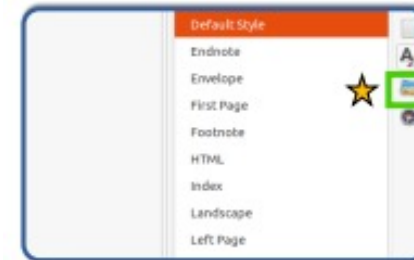 Default Style
Endnote
Envelope
First Page
Footnote
HTML
Index
Landscape
Left Page